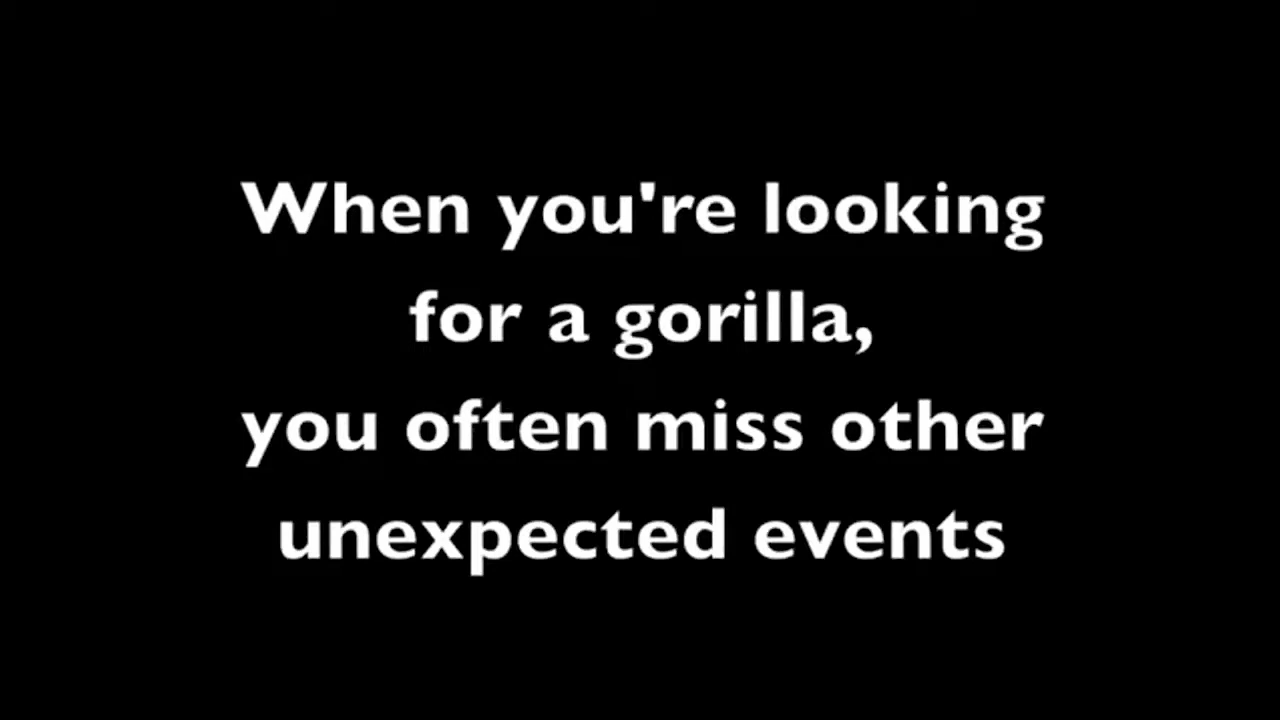 When you're looking
for a gorilla,
you often miss other
unexpected events